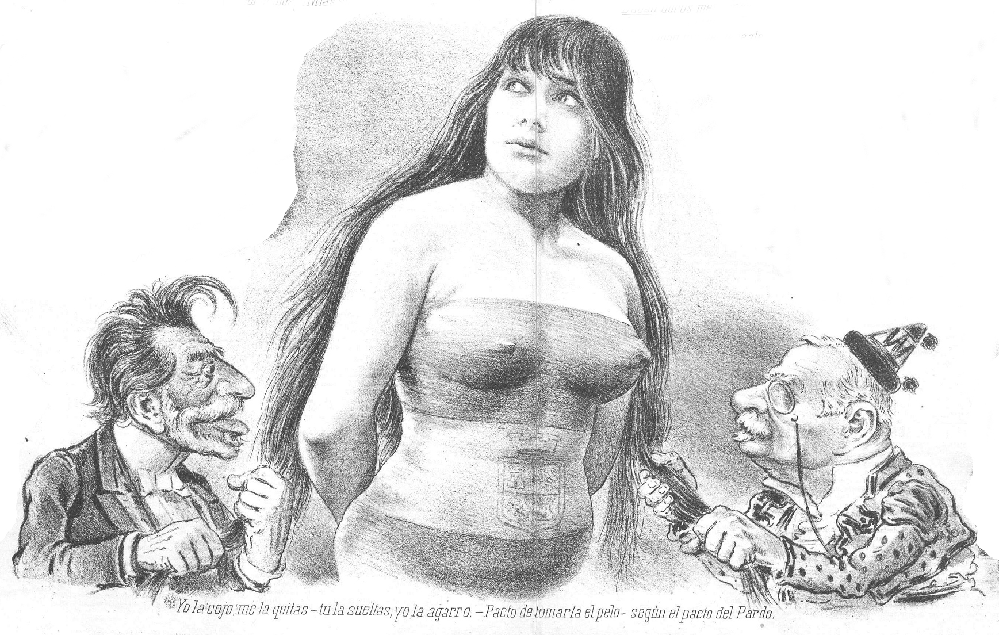 Yo la cojo, me la quitas – tu la sueltas, yo la agarro. – Pacto de tomarla el pelo – según el pacto del Pardo.